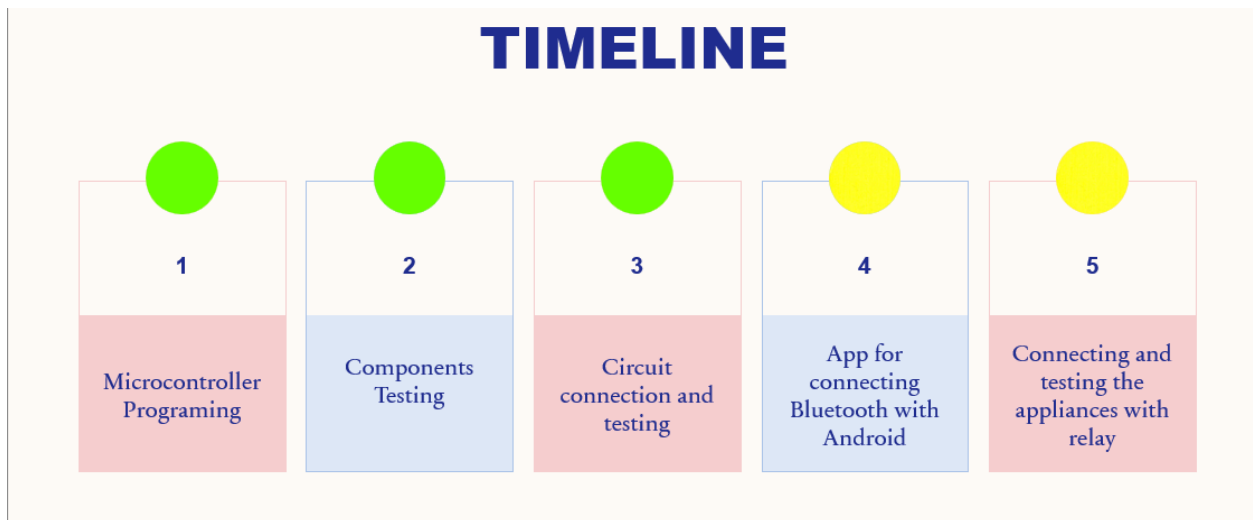 TIMELINE
1
Microcontroller
Programing
2
Components
Testing
3
Circuit
connection and
testing
4
App for
connecting
Bluetooth with
Android
5
Connecting and
testing the
appliances with
relay